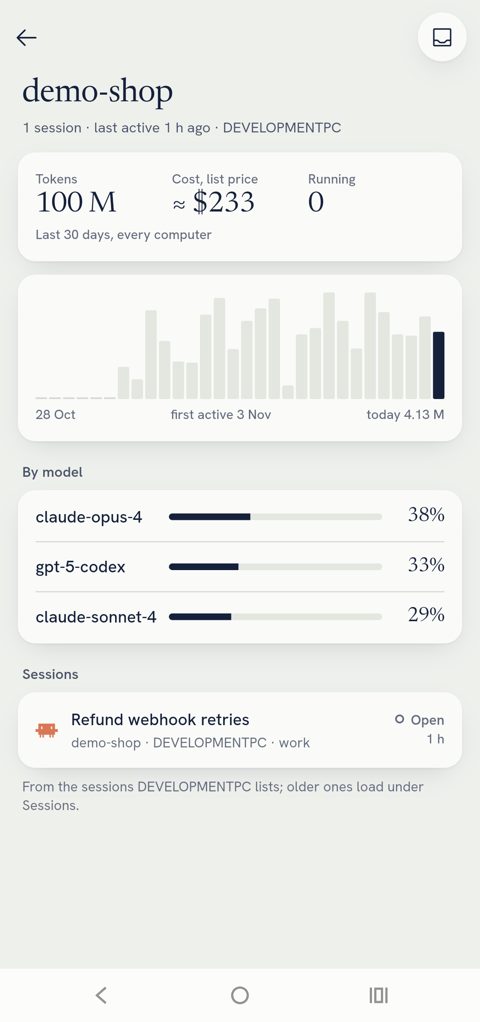 demo-shop
1 session · last active 1 h ago · DEVELOPMENTPC
Tokens Cost, list price Running
100 M ≈ $233 0
Last 30 days, every computer
28 Oct first active 3 Nov today 4.13 M
By model
claude-opus-4 38%
gpt-5-codex 33%
claude-sonnet-4 29%
Sessions
Refund webhook retries Open
demo-shop · DEVELOPMENTPC · work 1 h
From the sessions DEVELOPMENTPC lists; older ones load under
Sessions.